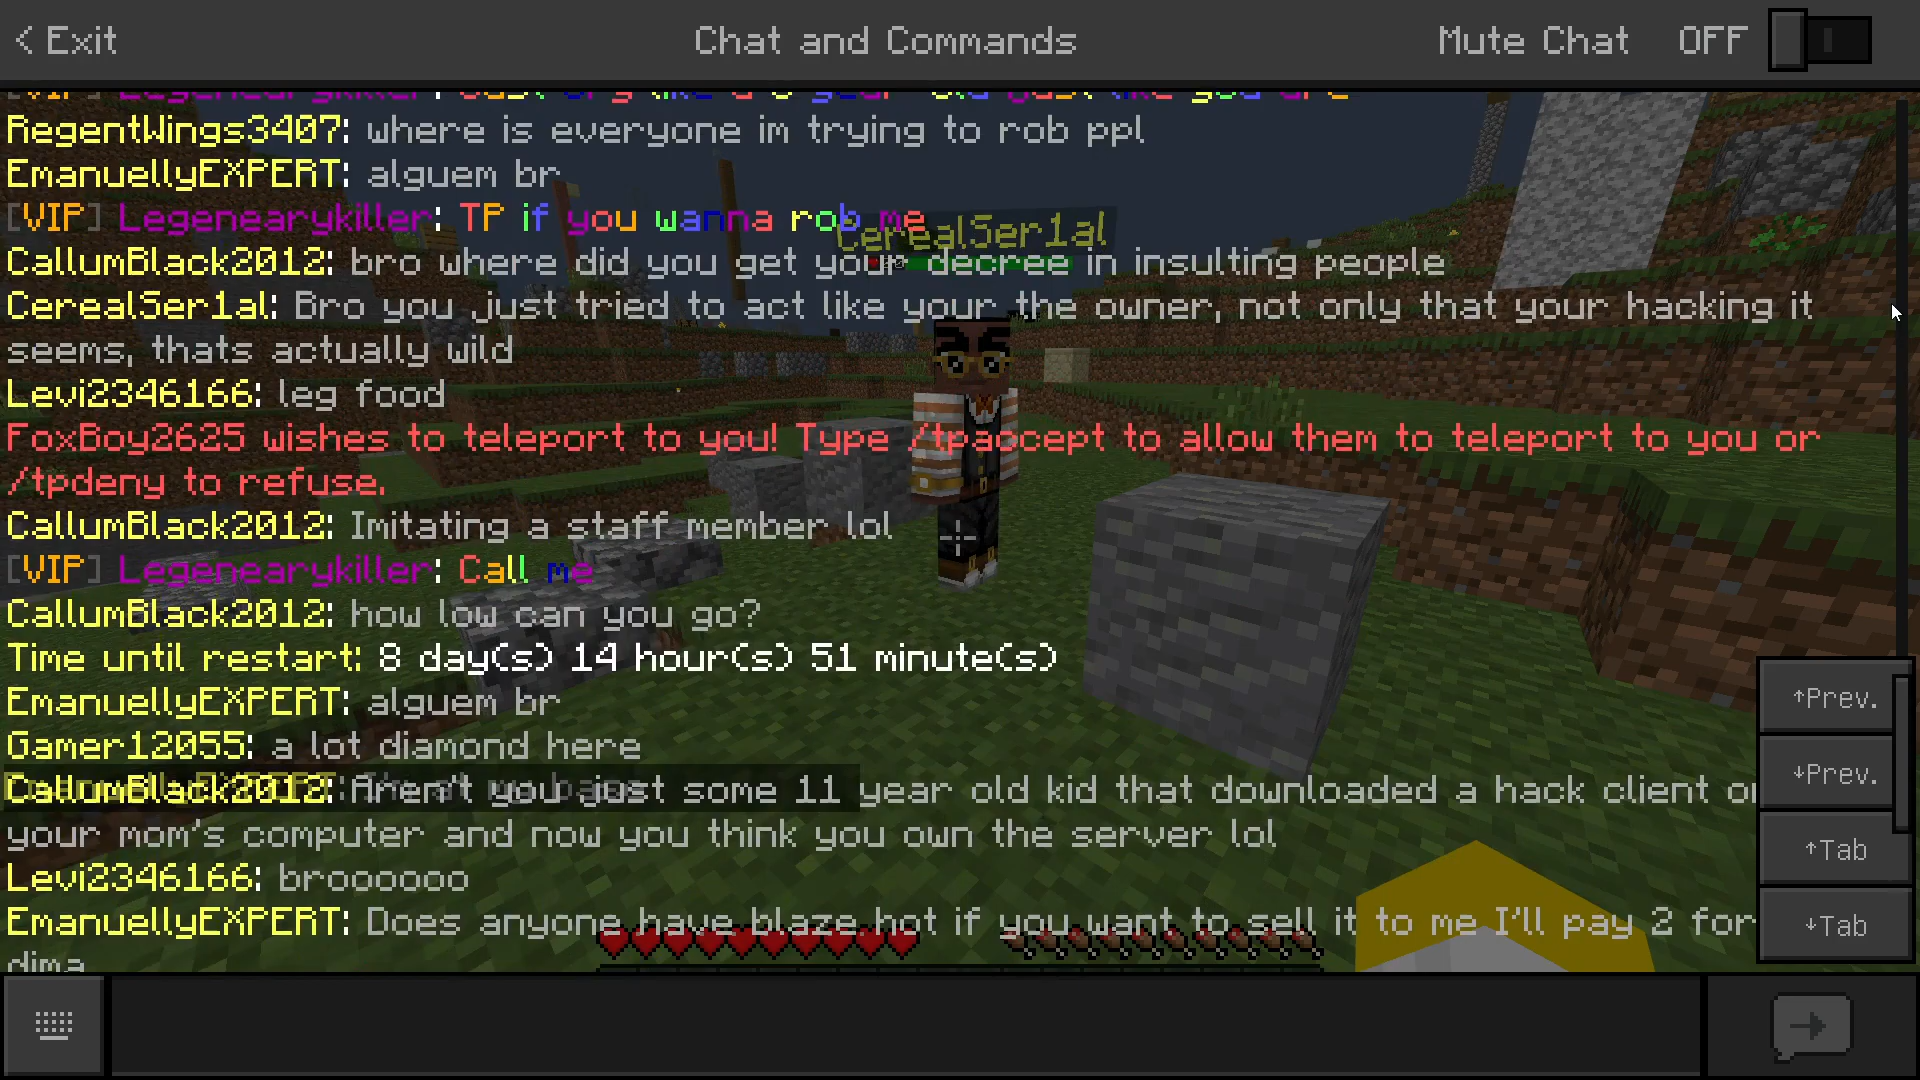 < Exit
Chat and Commands
Mute Chat OFF
[VIP] Legenearykiller:
RegentWings3407: where is everyone im trying to rob ppl
EmanuellyEXPERT: alguem br
[VIP] Legenearykiller: TP if you wanna rob me
CerealSer1al
CallumBlack2012: bro where did you get your decree in insulting people
CerealSer1al: Bro you just tried to act like your the owner, not only that your hacking it
seems, thats actually wild
Levi2346166: leg food
FoxBoy2625 wishes to teleport to you! Type /tpaccept to allow them to teleport to you or
/tpdeny to refuse.
CallumBlack2012: Imitating a staff member lol
[VIP] Legenearykiller: Call me
CallumBlack2012: how low can you go?
Time until restart: 8 day(s) 14 hour(s) 51 minute(s)
EmanuellyEXPERT: alguem br
Gamer12055: a lot diamond here
CallumBlack2012: Aren't you just some 11 year old kid that downloaded a hack client on
your mom's computer and now you think you own the server lol
Levi2346166: broooooo
EmanuellyEXPERT: Does anyone have blaze hot if you want to sell it to me I'll pay 2 for
dima
↑Prev.
↓Prev.
↑Tab
↓Tab